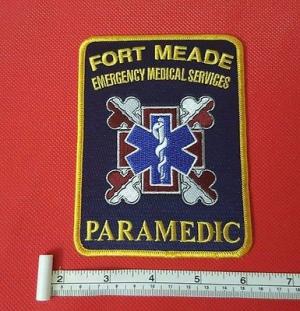 FORT MEADE
EMERGENCY MEDICAL SERVICES
PARAMEDIC
2 3 4 5 6 7